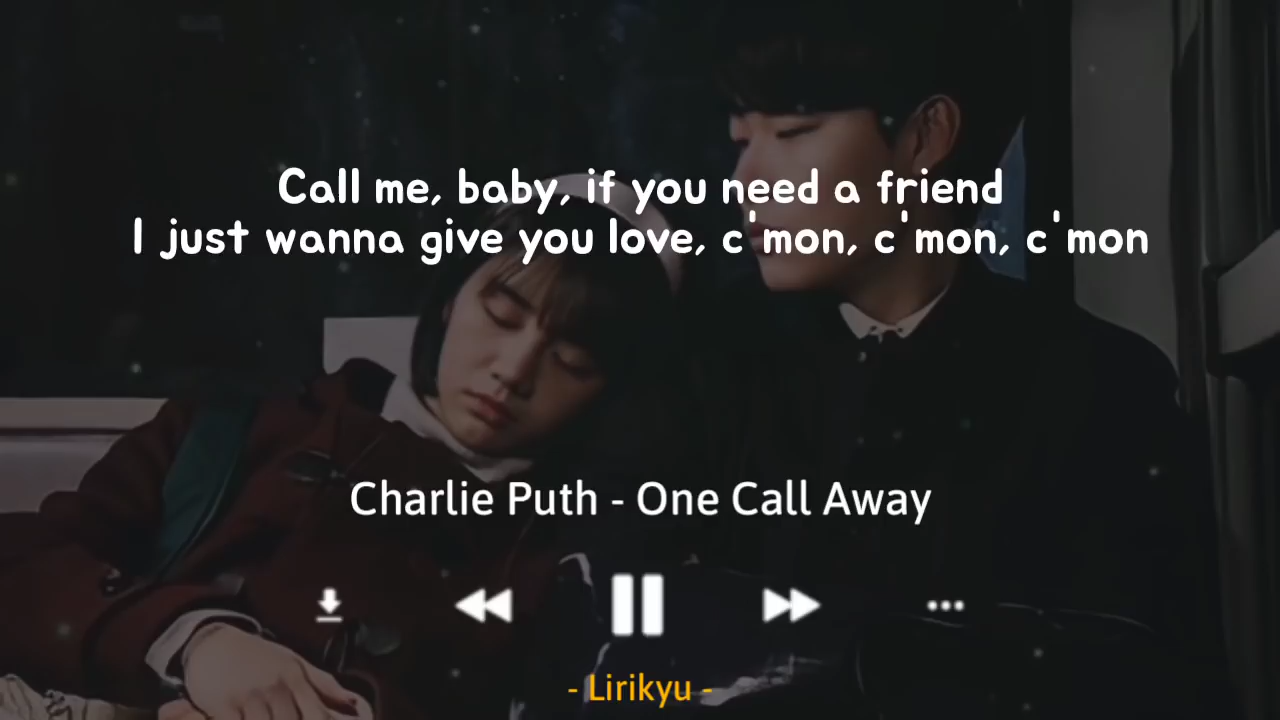 Call me, baby, if you need a friend
I just wanna give you love, c'mon, c'mon, c'mon
Charlie Puth - One Call Away
- Lirikyu -